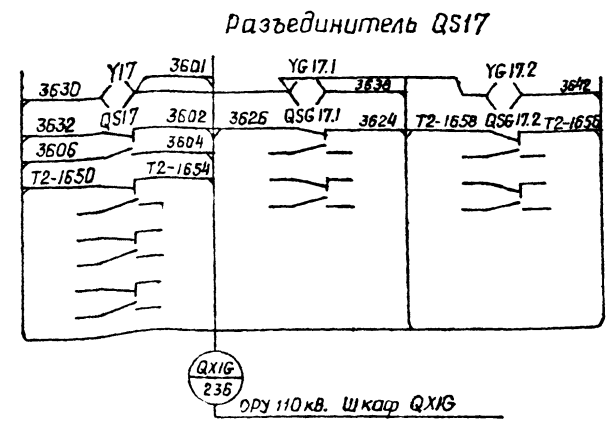 Разъединитель QS17
Y17 3601 YG17.1 YG17.2
3630 3638 3642
QS17 QSG17.1 QSG17.2
3632 3602 3626 3624 T2-1658 T2-1656
3606 3604
T2-1650 T2-1654
QX1G
236
ОРУ 110 кв. Шкаф QX1G